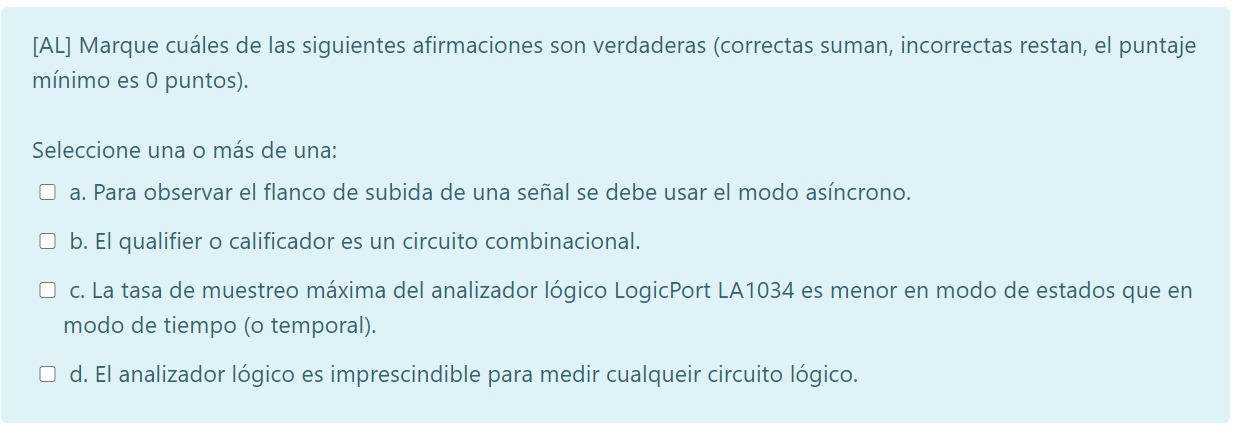 [AL] Marque cuáles de las siguientes afirmaciones son verdaderas (correctas suman, incorrectas restan, el puntaje
mínimo es 0 puntos).
Seleccione una o más de una:
a. Para observar el flanco de subida de una señal se debe usar el modo asíncrono.
b. El qualifier o calificador es un circuito combinacional.
c. La tasa de muestreo máxima del analizador lógico LogicPort LA1034 es menor en modo de estados que en
modo de tiempo (o temporal).
d. El analizador lógico es imprescindible para medir cualqueir circuito lógico.